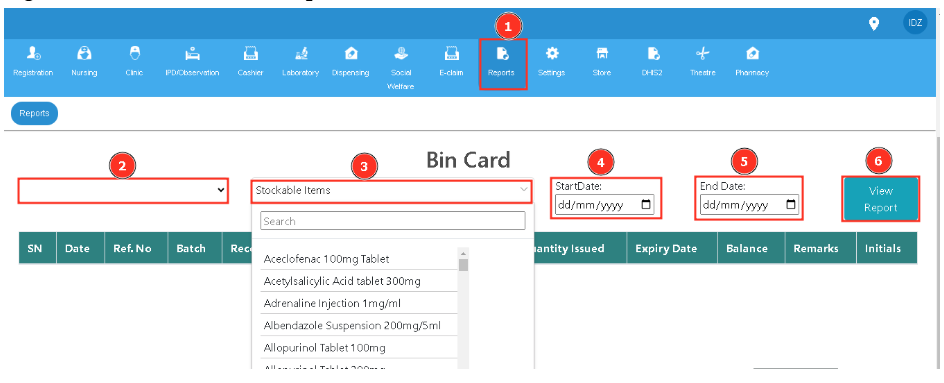 1
IDZ
Registration Nursing Clinic IPD/Observation Cashier Laboratory Dispensing Social Welfare E-claim Reports Settings Store DHIS2 Theatre Pharmacy
Reports
Bin Card
2
3
4
5
6
Stockable Items
StartDate:
dd/mm/yyyy
End Date:
dd/mm/yyyy
View
Report
Search
SN Date Ref. No Batch Rece uantity Issued Expiry Date Balance Remarks Initials
Aceclofenac 100mg Tablet
Acetylsalicylic Acid tablet 300mg
Adrenaline Injection 1mg/ml
Albendazole Suspension 200mg/5ml
Allopurinol Tablet 100mg